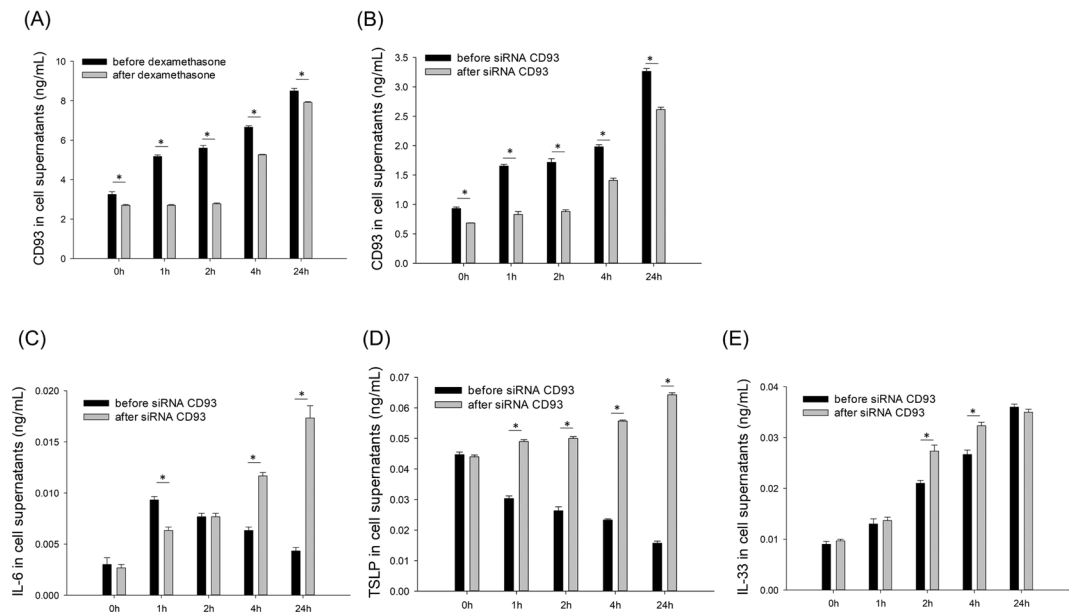 (A)
before dexamethasone
after dexamethasone
CD93 in cell supernatants (ng/mL)
10
8
6
4
2
0
*
*
*
*
*
0h
1h
2h
4h
24h
(B)
before siRNA CD93
after siRNA CD93
CD93 in cell supernatants (ng/mL)
3.5
3.0
2.5
2.0
1.5
1.0
0.5
0.0
*
*
*
*
*
0h
1h
2h
4h
24h
(C)
before siRNA CD93
after siRNA CD93
IL-6 in cell supernatants (ng/mL)
0.020
0.015
0.010
0.005
0.000
*
*
*
0h
1h
2h
4h
24h
(D)
before siRNA CD93
after siRNA CD93
TSLP in cell supernatants (ng/mL)
0.07
0.06
0.05
0.04
0.03
0.02
0.01
0.00
*
*
*
*
0h
1h
2h
4h
24h
(E)
before siRNA CD93
after siRNA CD93
IL-33 in cell supernatants (ng/mL)
0.04
0.03
0.02
0.01
0.00
*
*
0h
1h
2h
4h
24h